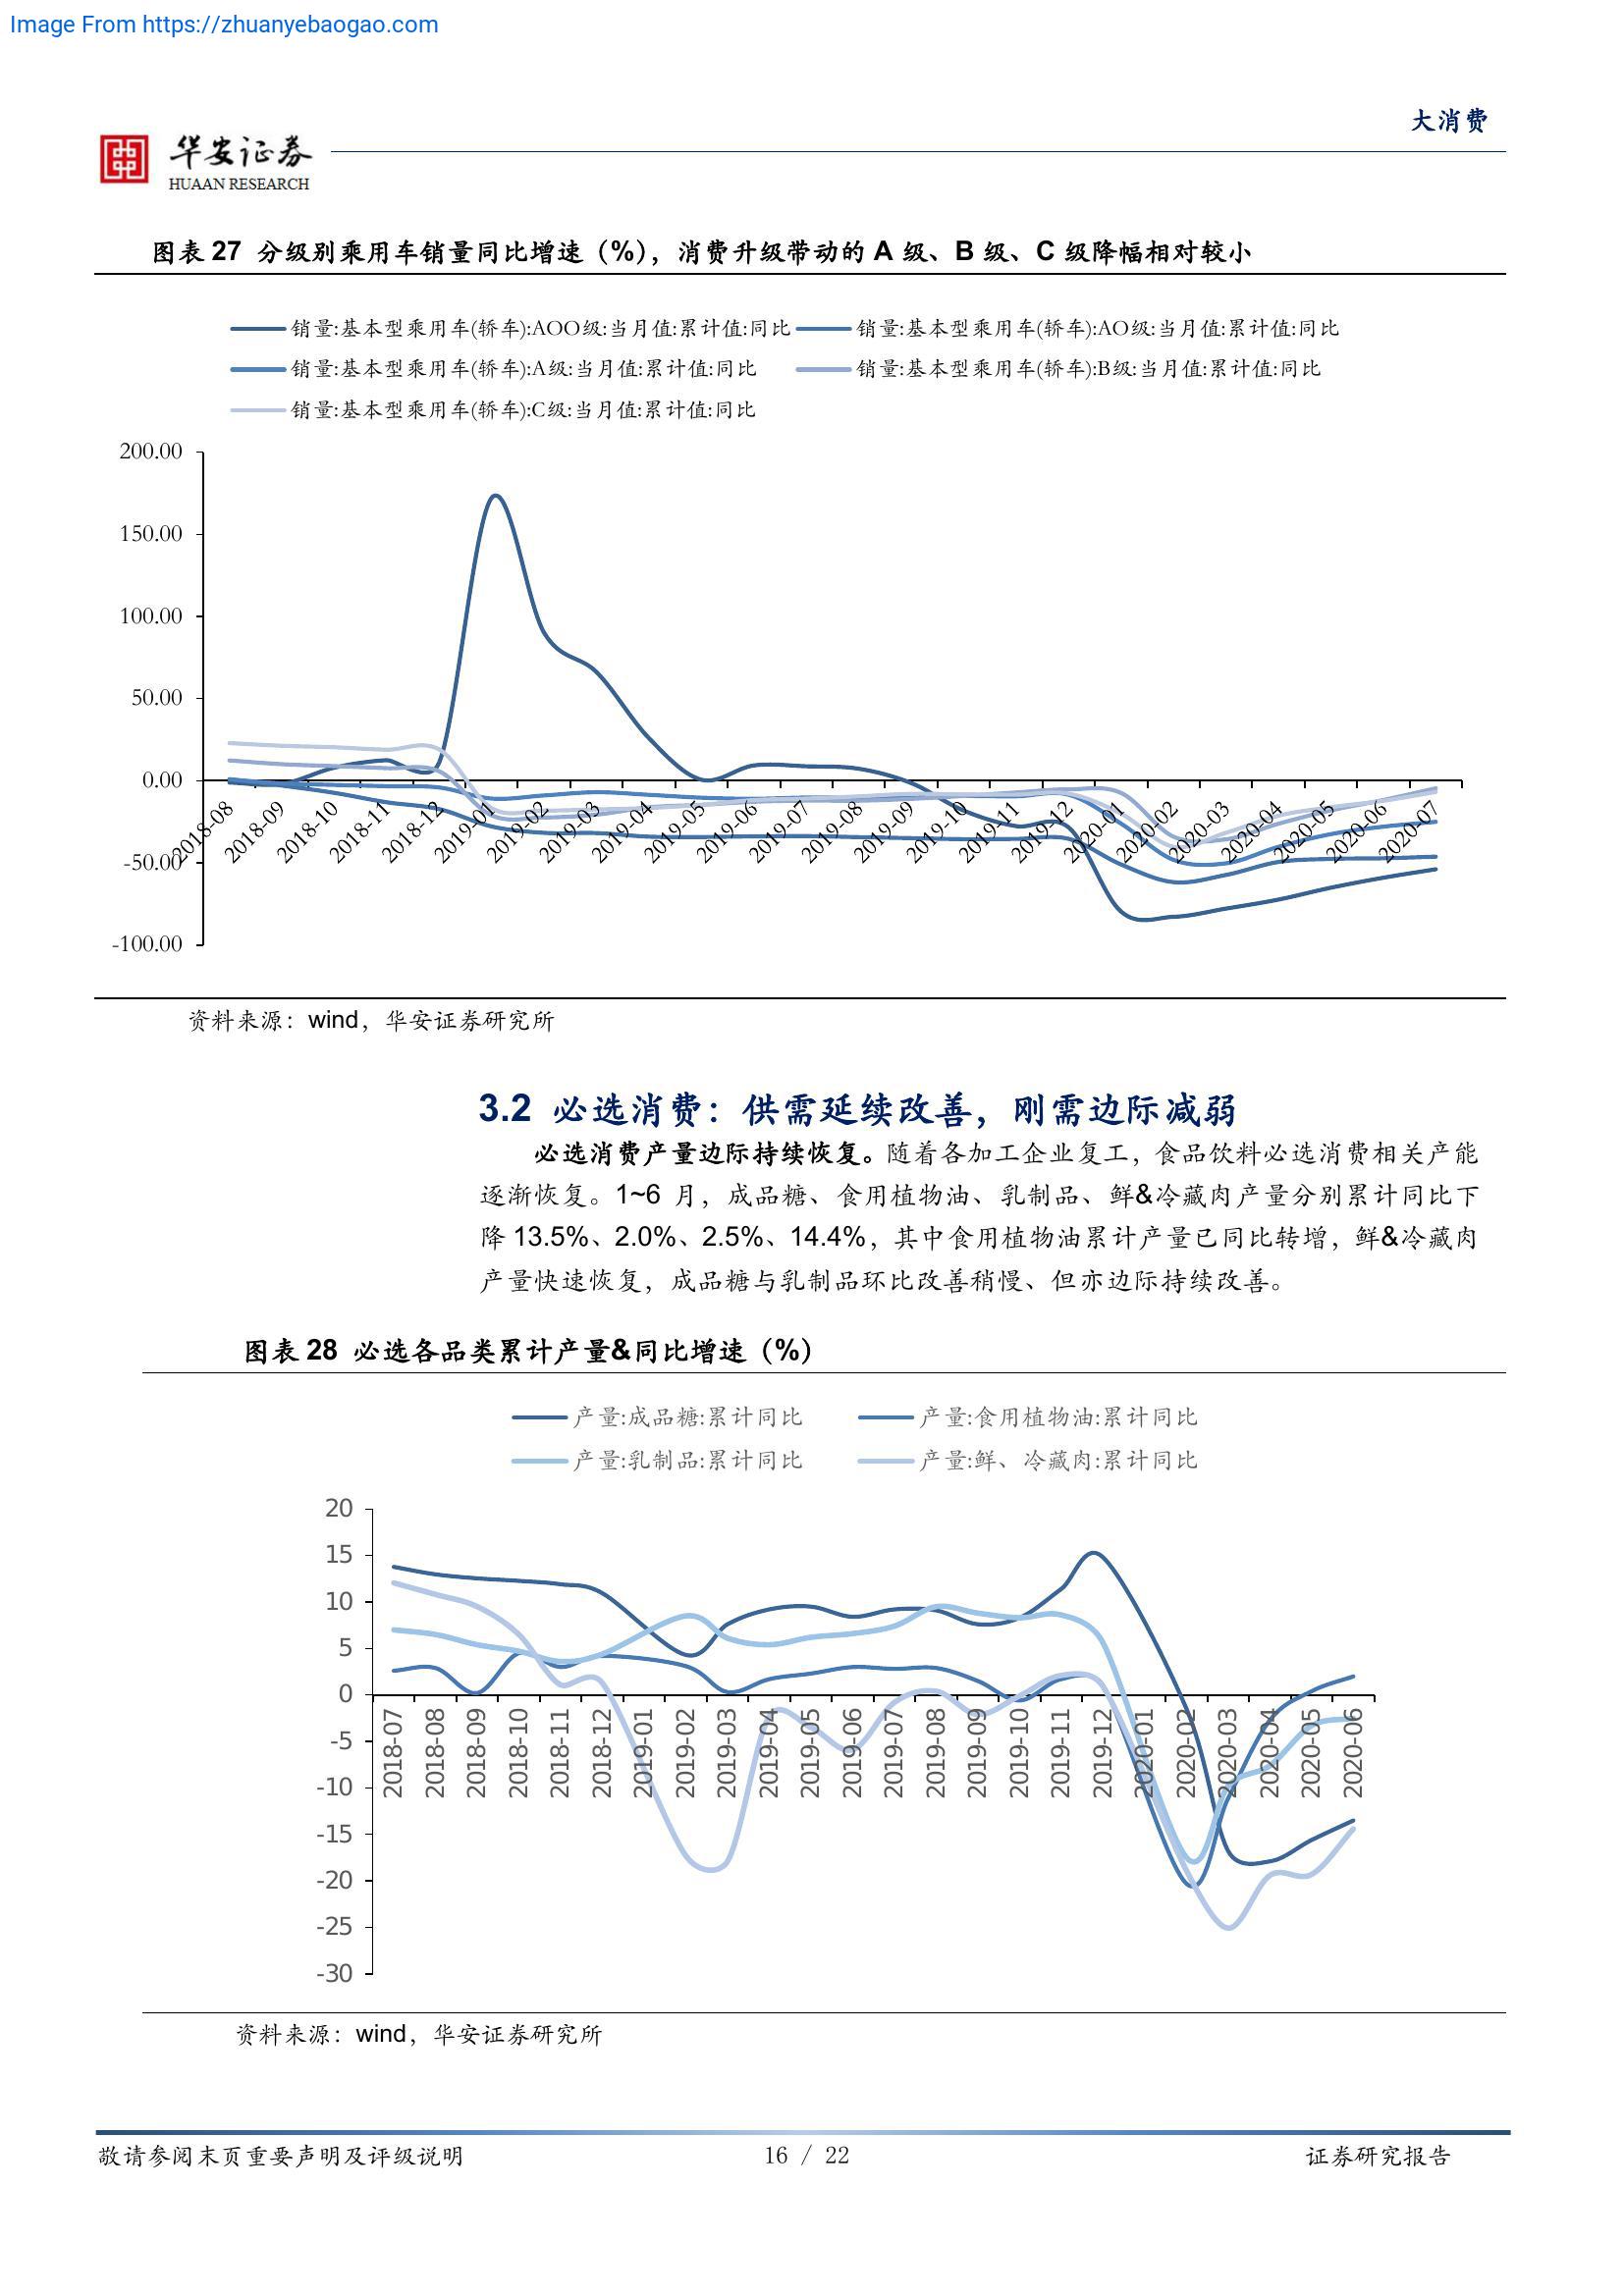 Image From https://zhuanyebaogao.com
大消费
华安证券
HUAAN RESEARCH
图表 27 分级别乘用车销量同比增速（%），消费升级带动的 A 级、B 级、C 级降幅相对较小
销量:基本型乘用车(轿车):AOO级:当月值:累计值:同比
销量:基本型乘用车(轿车):AO级:当月值:累计值:同比
销量:基本型乘用车(轿车):A级:当月值:累计值:同比
销量:基本型乘用车(轿车):B级:当月值:累计值:同比
销量:基本型乘用车(轿车):C级:当月值:累计值:同比
200.00
150.00
100.00
50.00
0.00
-50.00
-100.00
2018-08
2018-09
2018-10
2018-11
2018-12
2019-01
2019-02
2019-03
2019-04
2019-05
2019-06
2019-07
2019-08
2019-09
2019-10
2019-11
2019-12
2020-01
2020-02
2020-03
2020-04
2020-05
2020-06
2020-07
资料来源：wind，华安证券研究所
3.2 必选消费：供需延续改善，刚需边际减弱
必选消费产量边际持续恢复。随着各加工企业复工，食品饮料必选消费相关产能
逐渐恢复。1~6 月，成品糖、食用植物油、乳制品、鲜&冷藏肉产量分别累计同比下
降 13.5%、2.0%、2.5%、14.4%，其中食用植物油累计产量已同比转增，鲜&冷藏肉
产量快速恢复，成品糖与乳制品环比改善稍慢、但亦边际持续改善。
图表 28 必选各品类累计产量&同比增速（%）
产量:成品糖:累计同比
产量:食用植物油:累计同比
产量:乳制品:累计同比
产量:鲜、冷藏肉:累计同比
20
15
10
5
0
-5
-10
-15
-20
-25
-30
2018-07
2018-08
2018-09
2018-10
2018-11
2018-12
2019-01
2019-02
2019-03
2019-04
2019-05
2019-06
2019-07
2019-08
2019-09
2019-10
2019-11
2019-12
2020-01
2020-02
2020-03
2020-04
2020-05
2020-06
资料来源：wind，华安证券研究所
敬请参阅末页重要声明及评级说明
16 / 22
证券研究报告